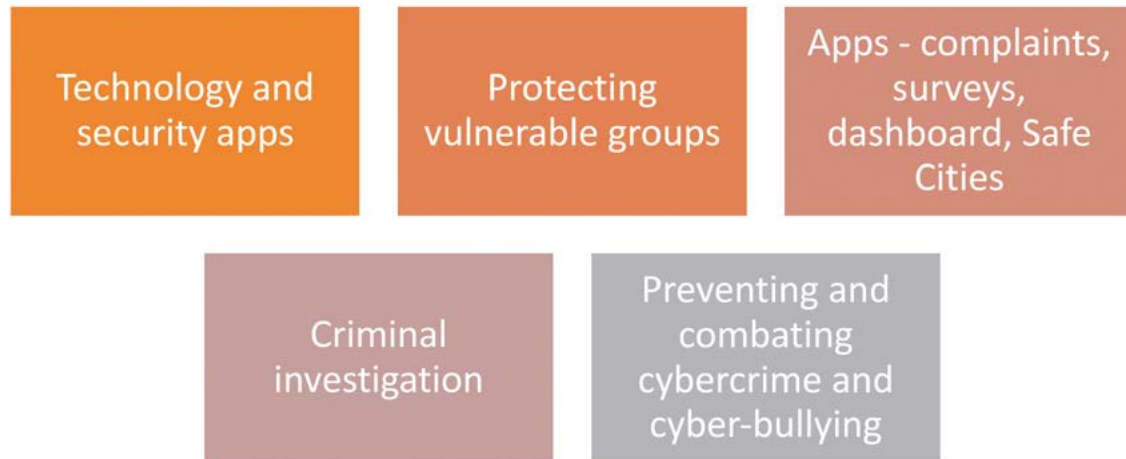 Technology and
security apps
Protecting
vulnerable groups
Apps - complaints,
surveys,
dashboard, Safe
Cities
Criminal
investigation
Preventing and
combating
cybercrime and
cyber-bullying